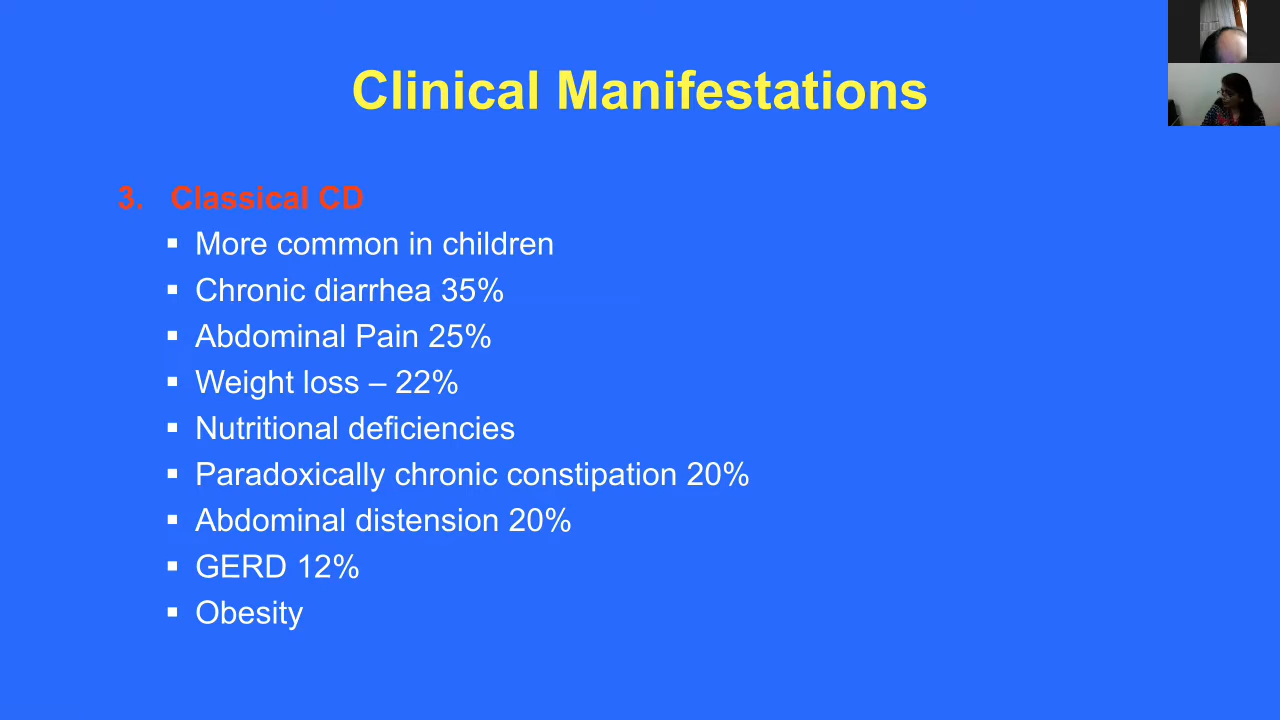 Clinical Manifestations
3. Classical CD
▪ More common in children
▪ Chronic diarrhea 35%
▪ Abdominal Pain 25%
▪ Weight loss – 22%
▪ Nutritional deficiencies
▪ Paradoxically chronic constipation 20%
▪ Abdominal distension 20%
▪ GERD 12%
▪ Obesity